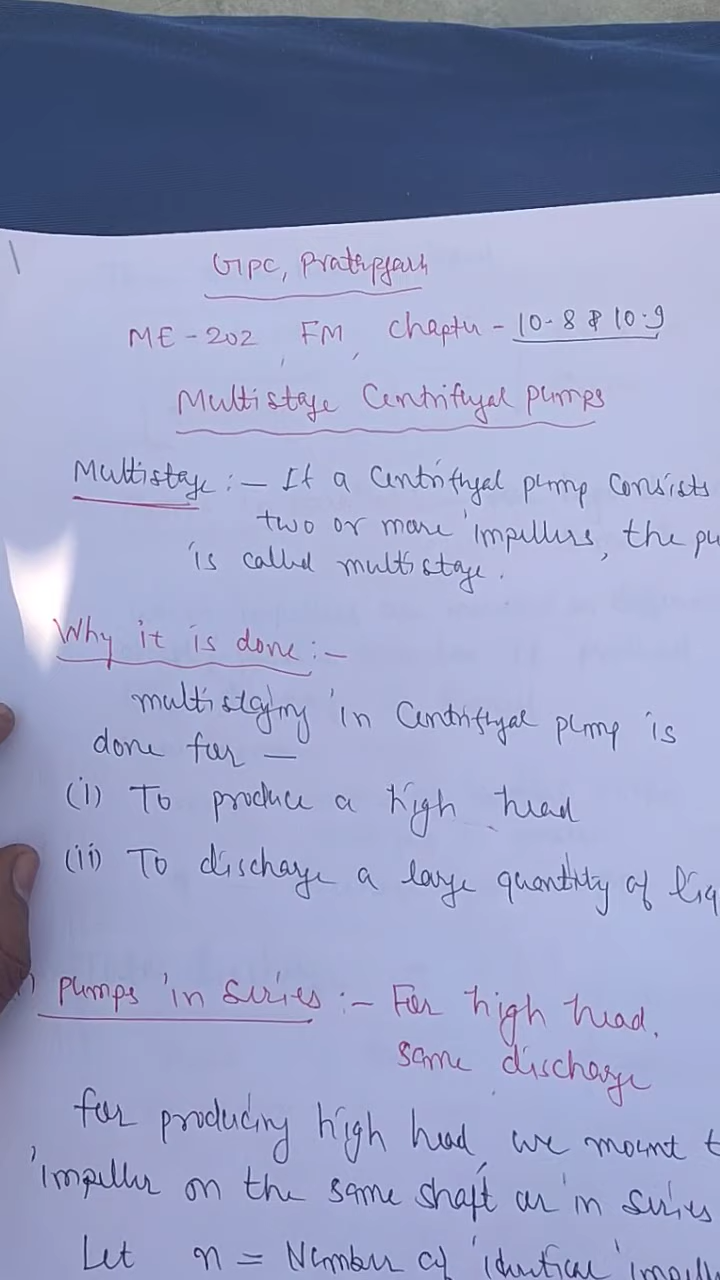 GPC, Pratapgarh
ME-202, FM, Chapter - 10.8 & 10.9
Multistage Centrifugal pumps
Multistage :- If a Centrifugal pump Consists
two or more impellers, the pu
is called multistage.
Why it is done :-
multistaging in Centrifugal pump is
done for —
(i) To produce a high head
(ii) To discharge a large quantity of liq
pumps in series :- For high head.
same discharge
for producing high head, we mount t
impeller on the same shaft or in series
Let n = Number of identical impell